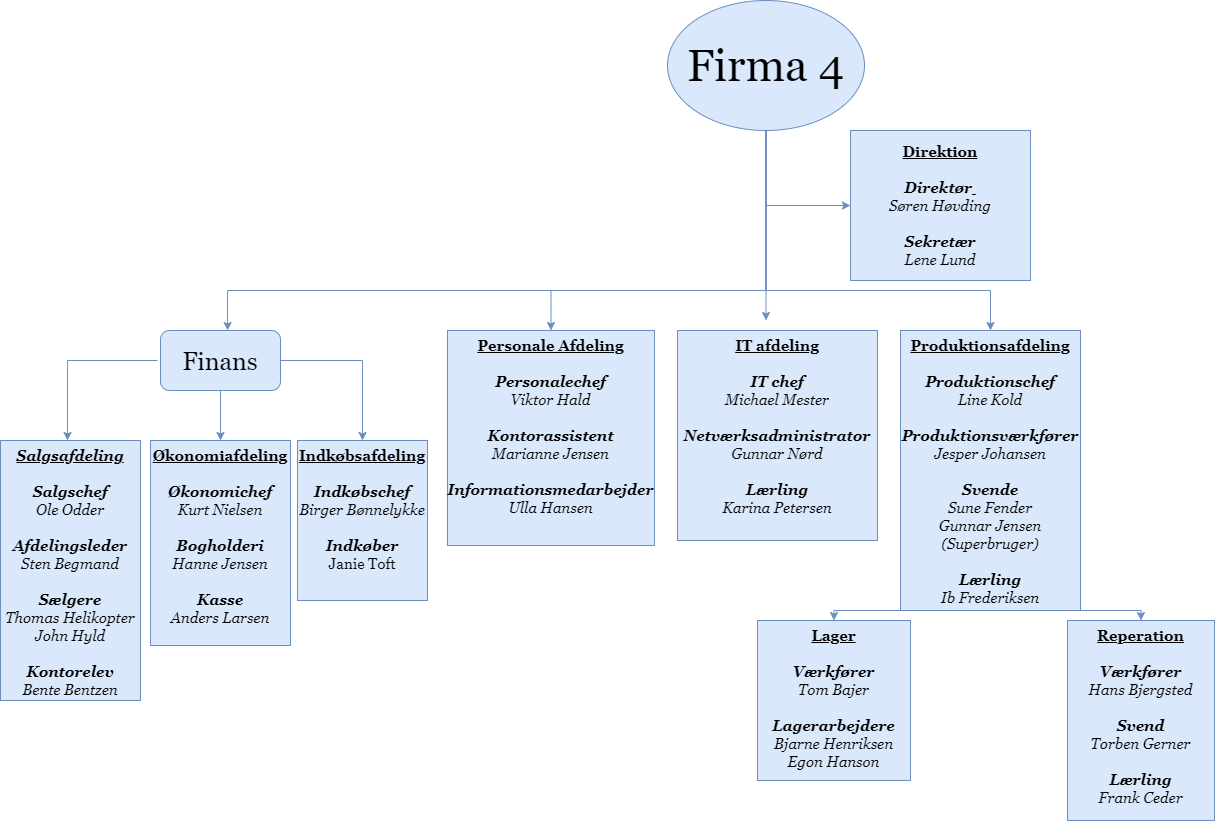 Firma 4
Direktion
Direktør
Søren Høvding
Sekretær
Lene Lund
Finans
Salgsafdeling
Salgschef
Ole Odder
Afdelingsleder
Sten Begmand
Sælgere
Thomas Helikopter
John Hyld
Kontorelev
Bente Bentzen
Økonomiafdeling
Økonomichef
Kurt Nielsen
Bogholderi
Hanne Jensen
Kasse
Anders Larsen
Indkøbsafdeling
Indkøbschef
Birger Bønnelykke
Indkøber
Janie Toft
Personale Afdeling
Personalechef
Viktor Hald
Kontorassistent
Marianne Jensen
Informationsmedarbejder
Ulla Hansen
IT afdeling
IT chef
Michael Mester
Netværksadministrator
Gunnar Nørd
Lærling
Karina Petersen
Produktionsafdeling
Produktionschef
Line Kold
Produktionsværkfører
Jesper Johansen
Svende
Sune Fender
Gunnar Jensen
(Superbruger)
Lærling
Ib Frederiksen
Lager
Værkfører
Tom Bajer
Lagerarbejdere
Bjarne Henriksen
Egon Hanson
Reperation
Værkfører
Hans Bjergsted
Svend
Torben Gerner
Lærling
Frank Ceder